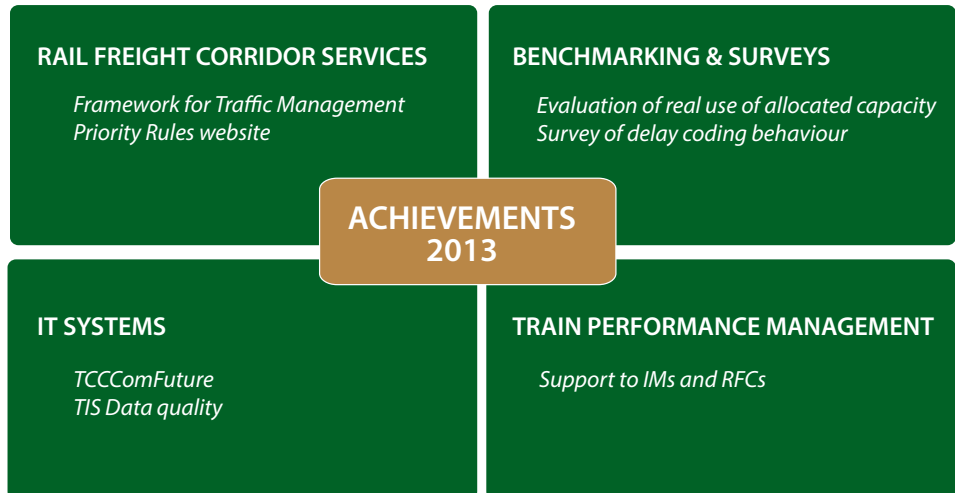 RAIL FREIGHT CORRIDOR SERVICES
Framework for Traffic Management
Priority Rules website
BENCHMARKING & SURVEYS
Evaluation of real use of allocated capacity
Survey of delay coding behaviour
ACHIEVEMENTS
2013
IT SYSTEMS
TCCComFuture
TIS Data quality
TRAIN PERFORMANCE MANAGEMENT
Support to IMs and RFCs